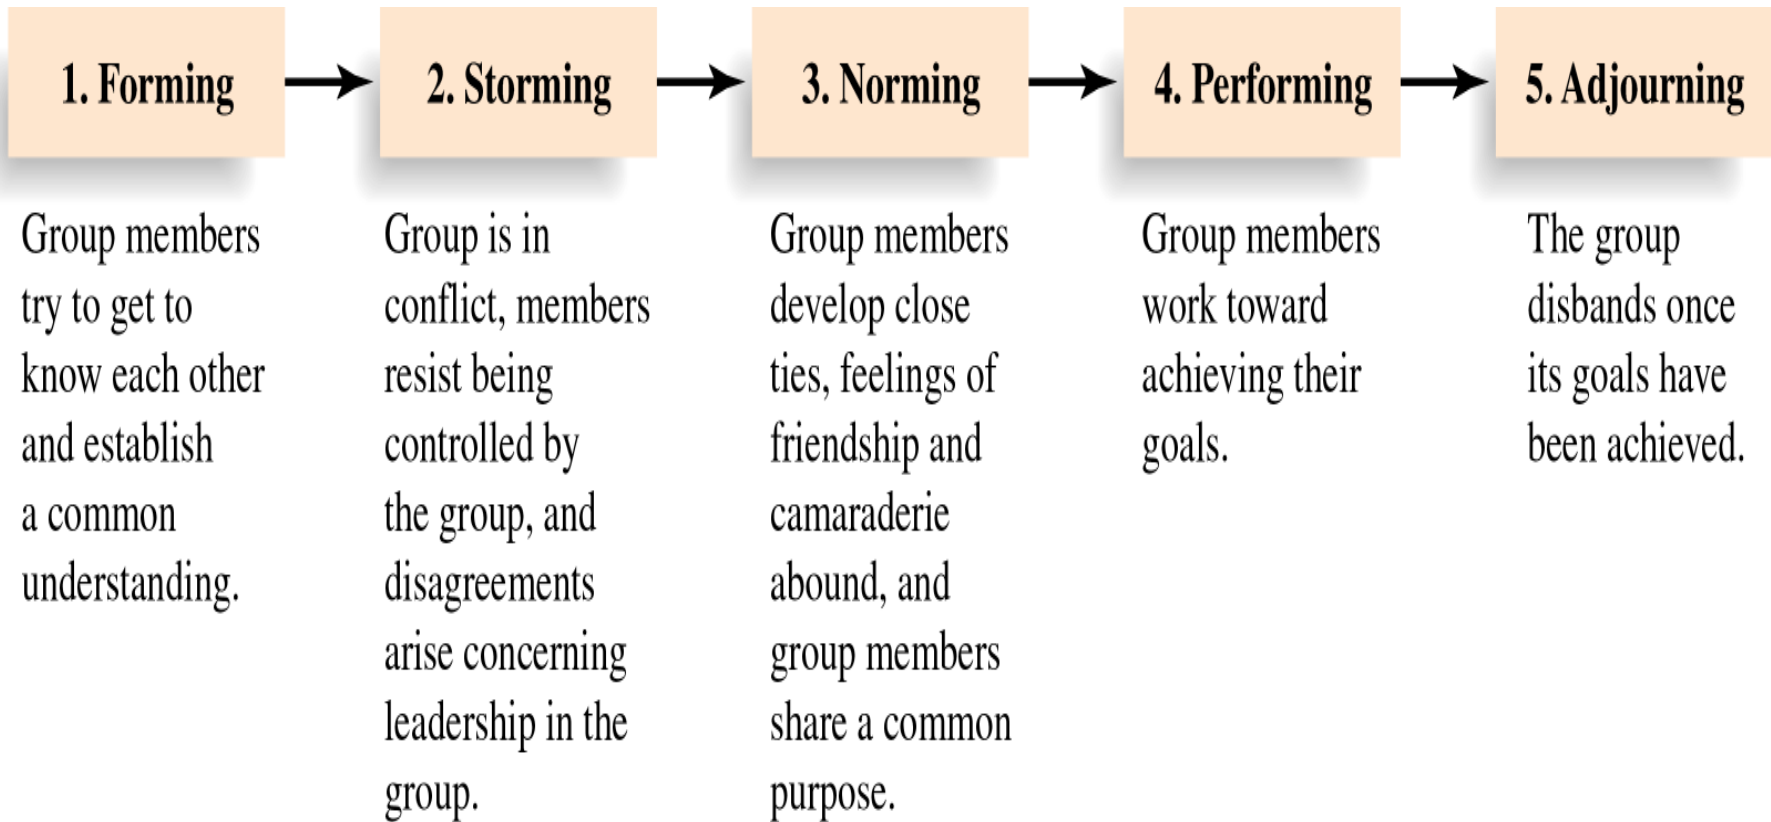 1. Forming
2. Storming
3. Norming
4. Performing
5. Adjourning
Group members
try to get to
know each other
and establish
a common
understanding.
Group is in
conflict, members
resist being
controlled by
the group, and
disagreements
arise concerning
leadership in the
group.
Group members
develop close
ties, feelings of
friendship and
camaraderie
abound, and
group members
share a common
purpose.
Group members
work toward
achieving their
goals.
The group
disbands once
its goals have
been achieved.